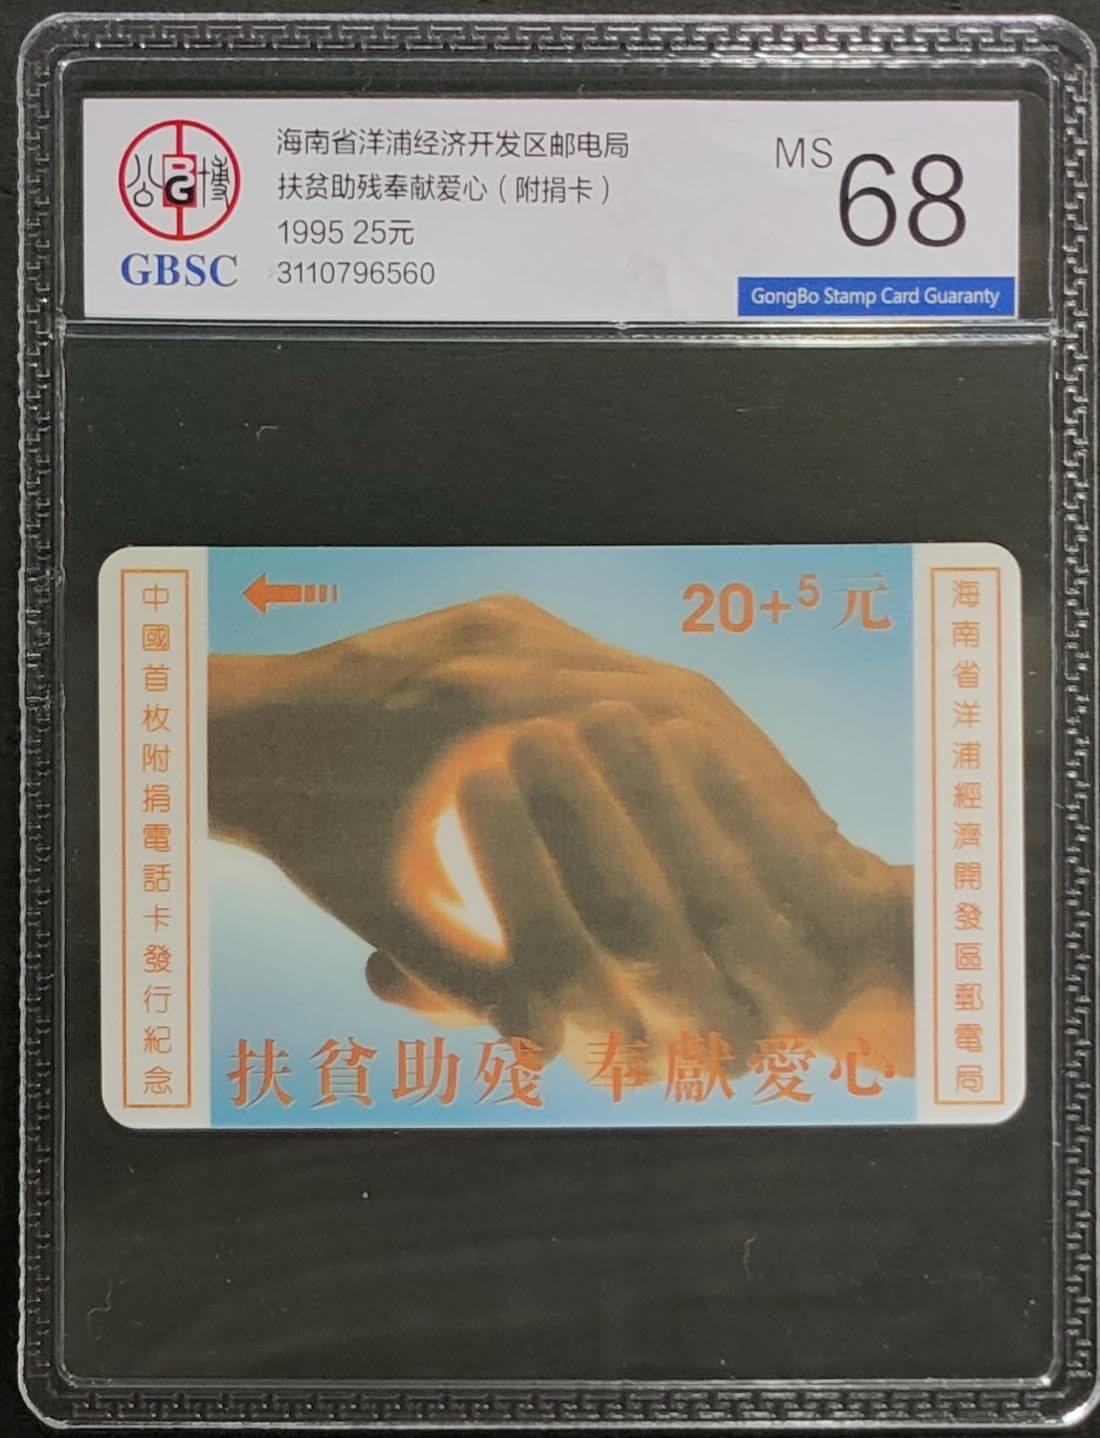 公 BG 博
GBSC
海南省洋浦经济开发区邮电局
扶贫助残奉献爱心（附捐卡）
1995 25元
3110796560
MS 68
GongBo Stamp Card Guaranty
中國首枚附捐電話卡發行紀念
20+5元
海南省洋浦經濟開發區郵電局
扶貧助殘 奉獻愛心